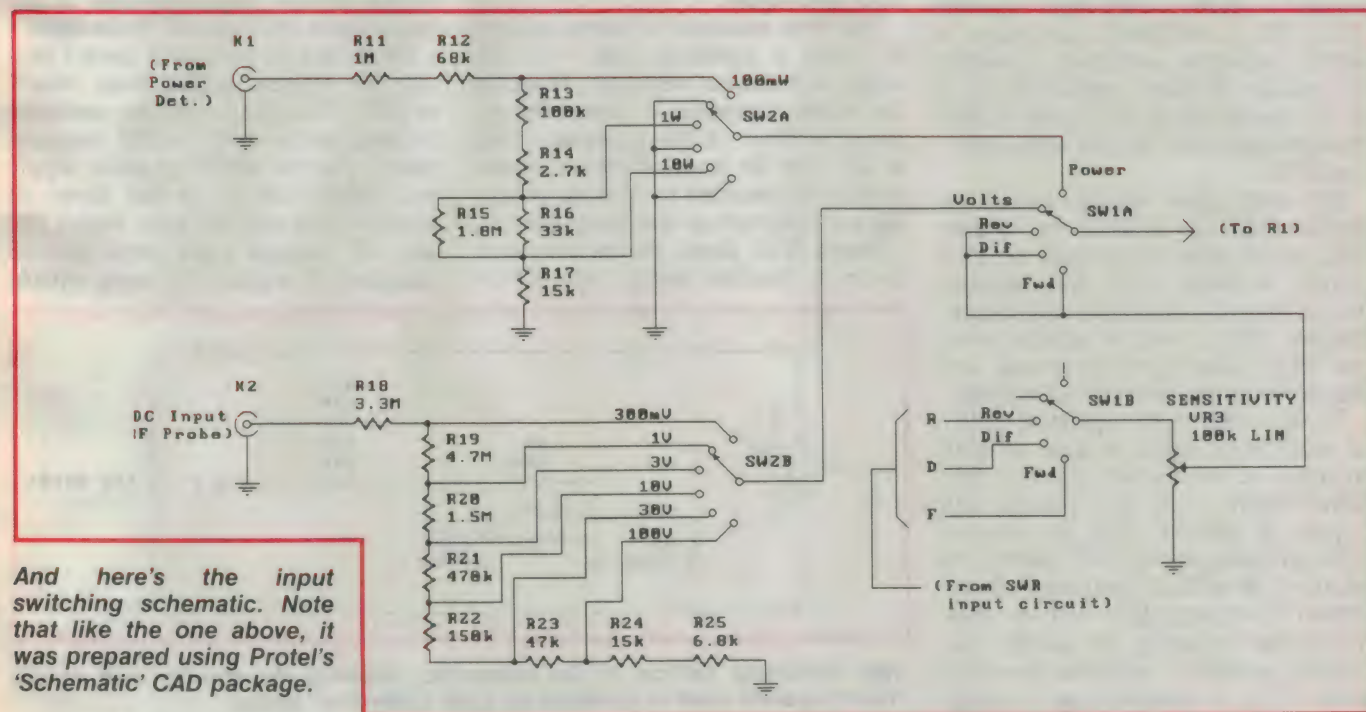 K1
(From
Power
Det.)
R11
1M
R12
68k
R13
100k
R14
2.7k
R15
1.8M
R16
33k
R17
15k
100mW
1W
10W
SW2A
Power
Volts
SW1A
(To R1)
Rev
Dif
Fwd
K2
DC Input
RF Probe)
R18
3.3M
R19
4.7M
R20
1.5M
R21
470k
R22
150k
R23
47k
R24
15k
R25
6.8k
300mV
1V
3V
10V
30V
100V
SW2B
R
D
F
Rev
Dif
Fwd
SW1B
SENSITIVITY
VR3
100k LIN
(From SWR
input circuit)
And here's the input
switching schematic. Note
that like the one above, it
was prepared using Protel's
'Schematic' CAD package.